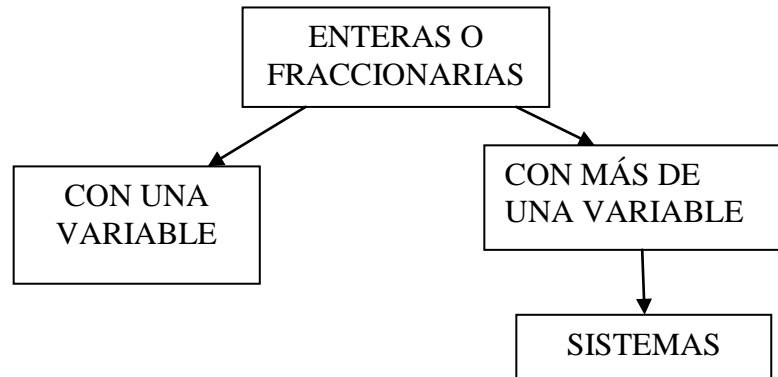 ENTERAS O
FRACCIONARIAS
CON UNA
VARIABLE
CON MÁS DE
UNA VARIABLE
SISTEMAS